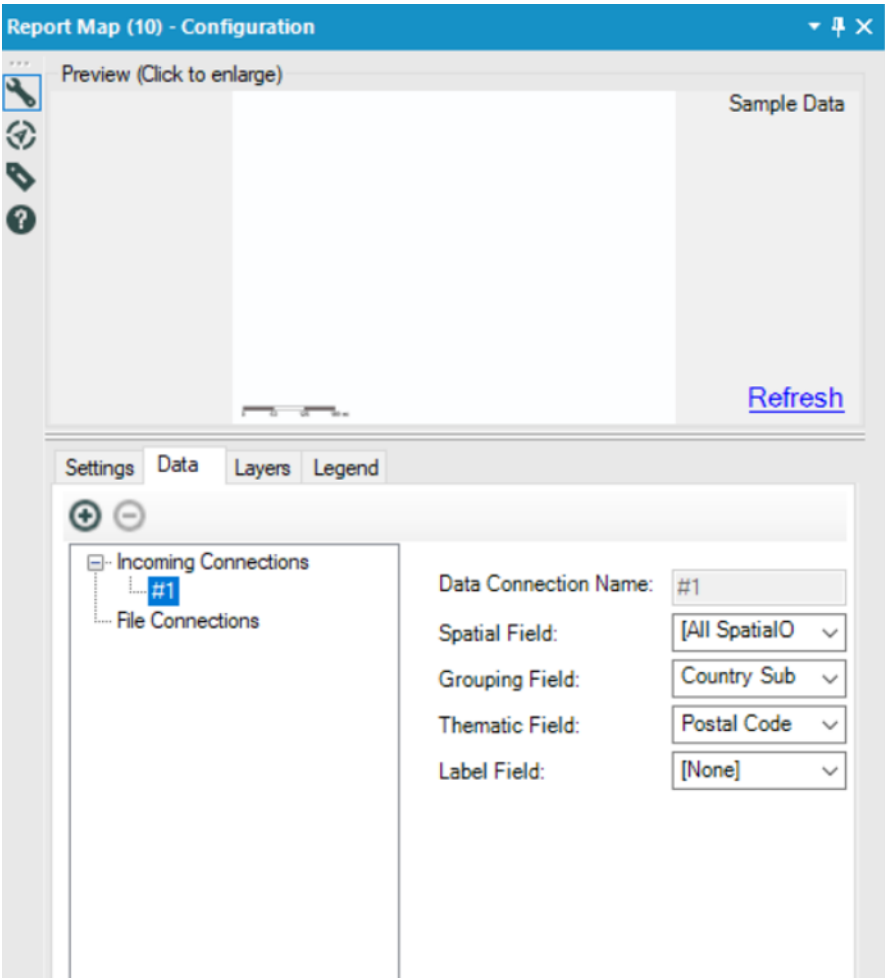 Report Map (10) - Configuration
Preview (Click to enlarge)
Sample Data
Refresh
Settings Data Layers Legend
Incoming Connections
#1
File Connections
Data Connection Name: #1
Spatial Field: [All SpatialO
Grouping Field: Country Sub
Thematic Field: Postal Code
Label Field: [None]